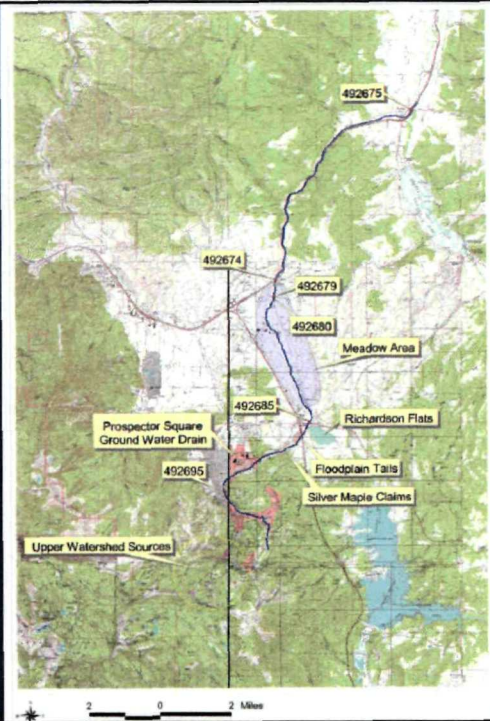 492675
492674
492679
492680
Meadow Area
492685
Richardson Flats
Prospector Square
Ground Water Drain
Floodplain Tails
492695
Silver Maple Claims
Upper Watershed Sources
2 0 2 Miles